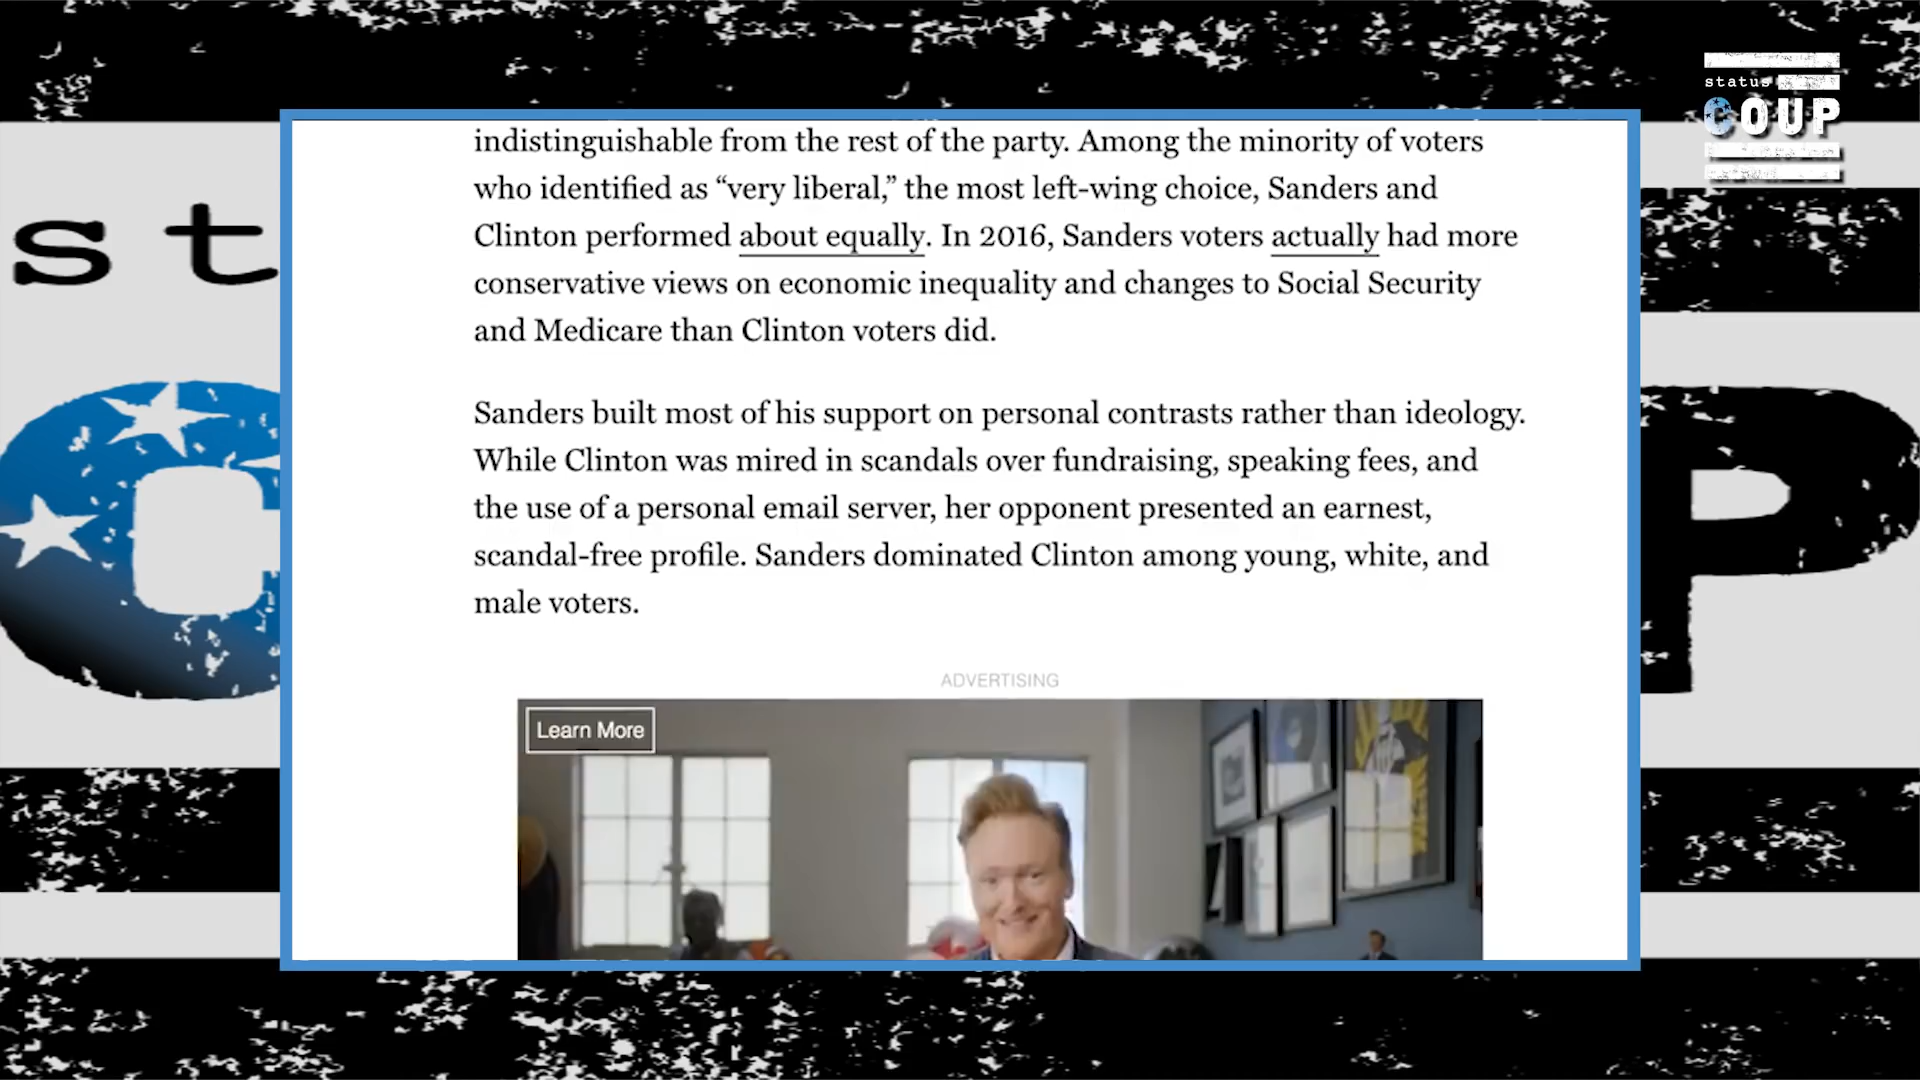 status
COUP
st
C
P
indistinguishable from the rest of the party. Among the minority of voters
who identified as “very liberal,” the most left-wing choice, Sanders and
Clinton performed about equally. In 2016, Sanders voters actually had more
conservative views on economic inequality and changes to Social Security
and Medicare than Clinton voters did.
Sanders built most of his support on personal contrasts rather than ideology.
While Clinton was mired in scandals over fundraising, speaking fees, and
the use of a personal email server, her opponent presented an earnest,
scandal-free profile. Sanders dominated Clinton among young, white, and
male voters.
ADVERTISING
Learn More